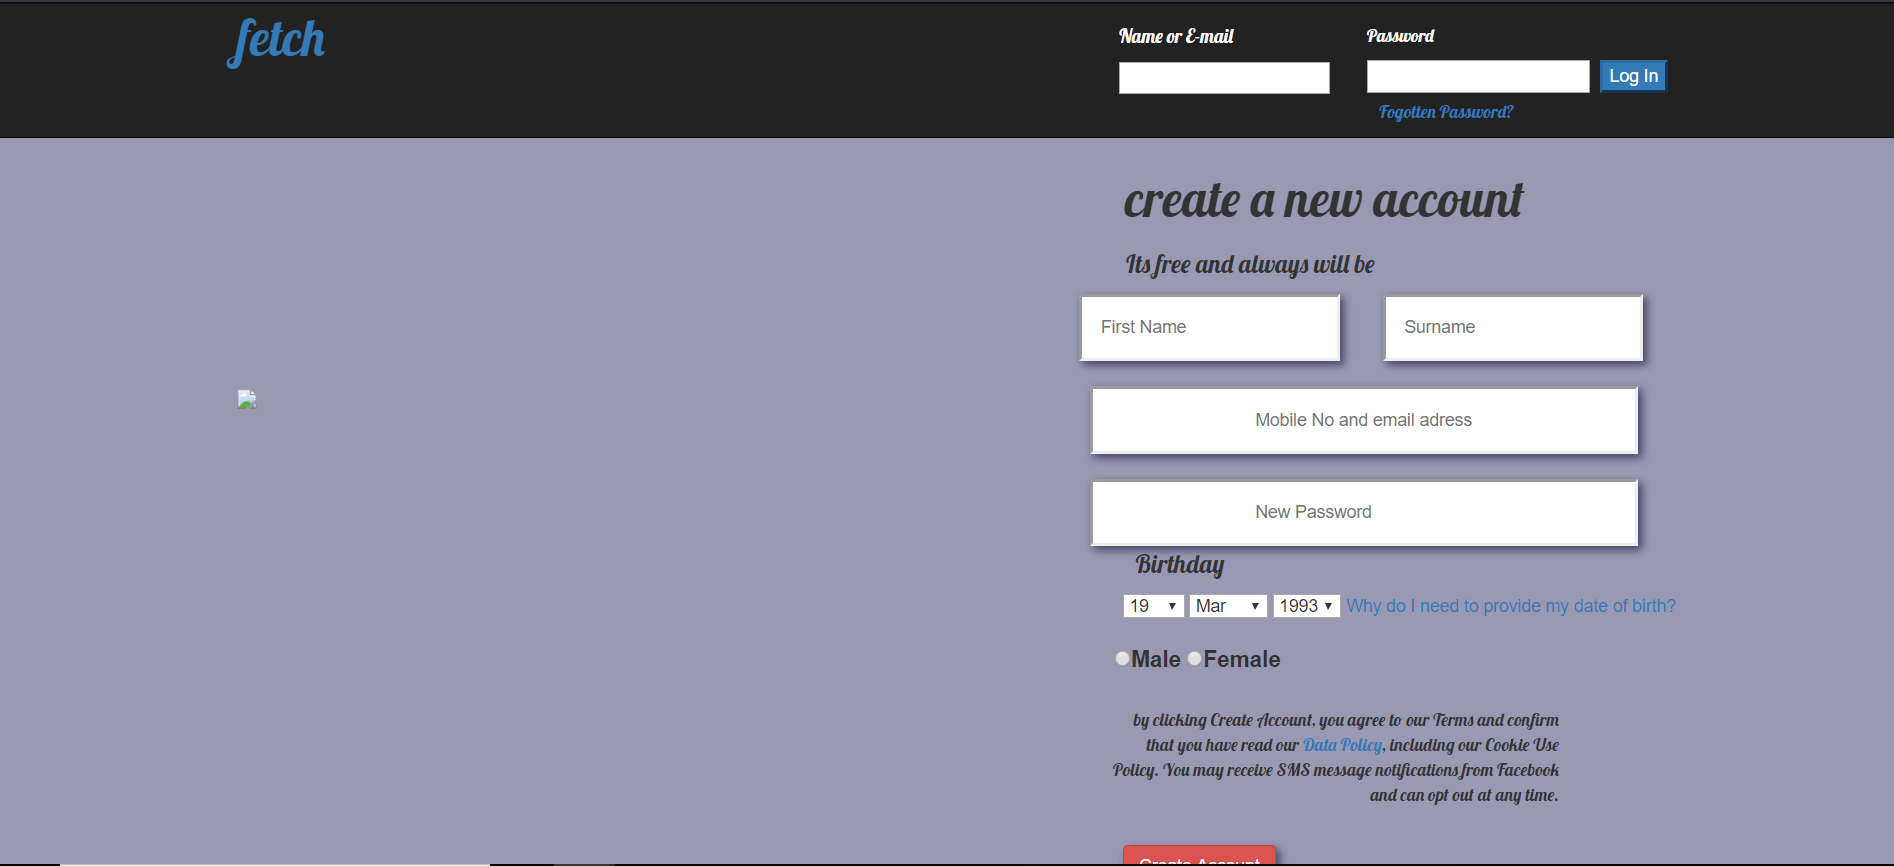 fetch
Name or E-mail
Password
Log In
Fogotten Password?
create a new account
Its free and always will be
First Name
Surname
Mobile No and email adress
New Password
Birthday
19 Mar 1993 Why do I need to provide my date of birth?
Male Female
by clicking Create Account, you agree to our Terms and confirm
that you have read our Data Policy, including our Cookie Use
Policy. You may receive SMS message notifications from Facebook
and can opt out at any time.
Create Account